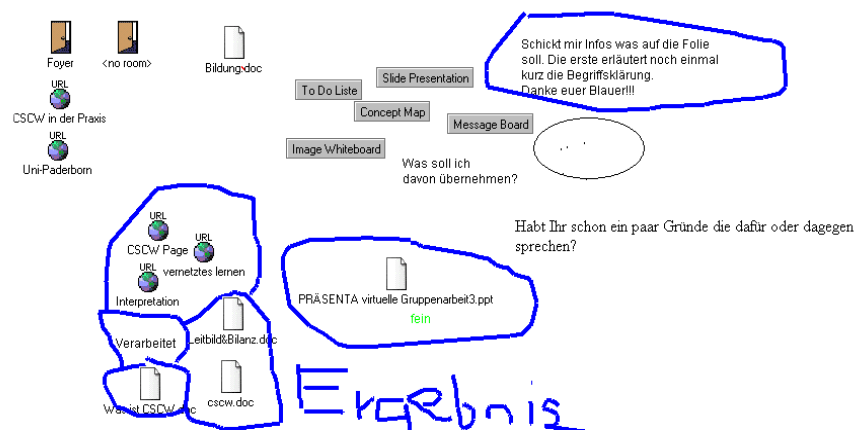 Foyer
<no room>
Bildung.doc
URL
CSCW in der Praxis
URL
Uni-Paderborn
To Do Liste
Slide Presentation
Concept Map
Message Board
Image Whiteboard
Was soll ich
davon übernehmen?
Schickt mir Infos was auf die Folie
soll. Die erste erläutert noch einmal
kurz die Begriffsklärung.
Danke euer Blauer!!!
Habt Ihr schon ein paar Gründe die dafür oder dagegen
sprechen?
URL
CSCW Page
URL
vernetztes lernen
URL
Interpretation
PRÄSENTA virtuelle Gruppenarbeit3.ppt
fein
Verarbeitet
Leitbild&Bilanz.doc
Was ist CSCW.doc
cscw.doc
Ergebnis